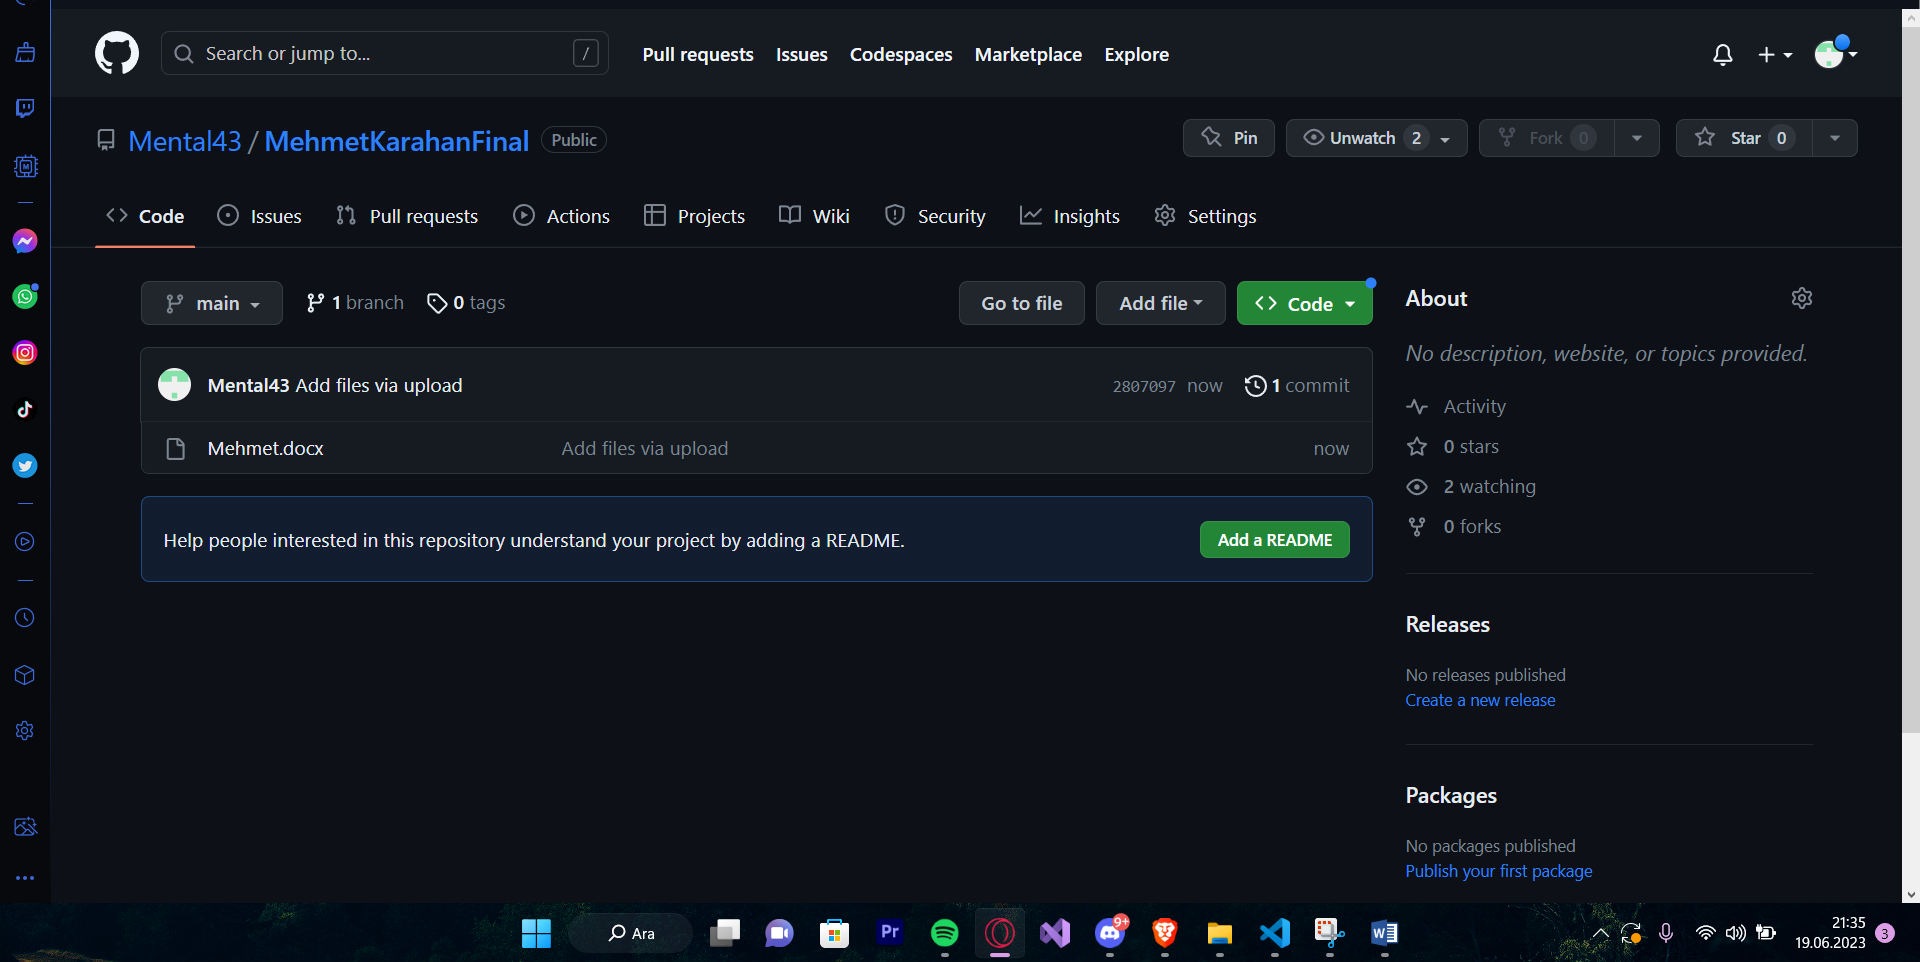 Search or jump to... /
Pull requests Issues Codespaces Marketplace Explore
Mental43 / MehmetKarahanFinal Public
Pin Unwatch 2 Fork 0 Star 0
Code Issues Pull requests Actions Projects Wiki Security Insights Settings
main 1 branch 0 tags Go to file Add file Code
Mental43 Add files via upload 2807097 now 1 commit
Mehmet.docx Add files via upload now
Help people interested in this repository understand your project by adding a README. Add a README
About
No description, website, or topics provided.
Activity
0 stars
2 watching
0 forks
Releases
No releases published
Create a new release
Packages
No packages published
Publish your first package
Ara
Pr
9+
W
21:35
19.06.2023
3